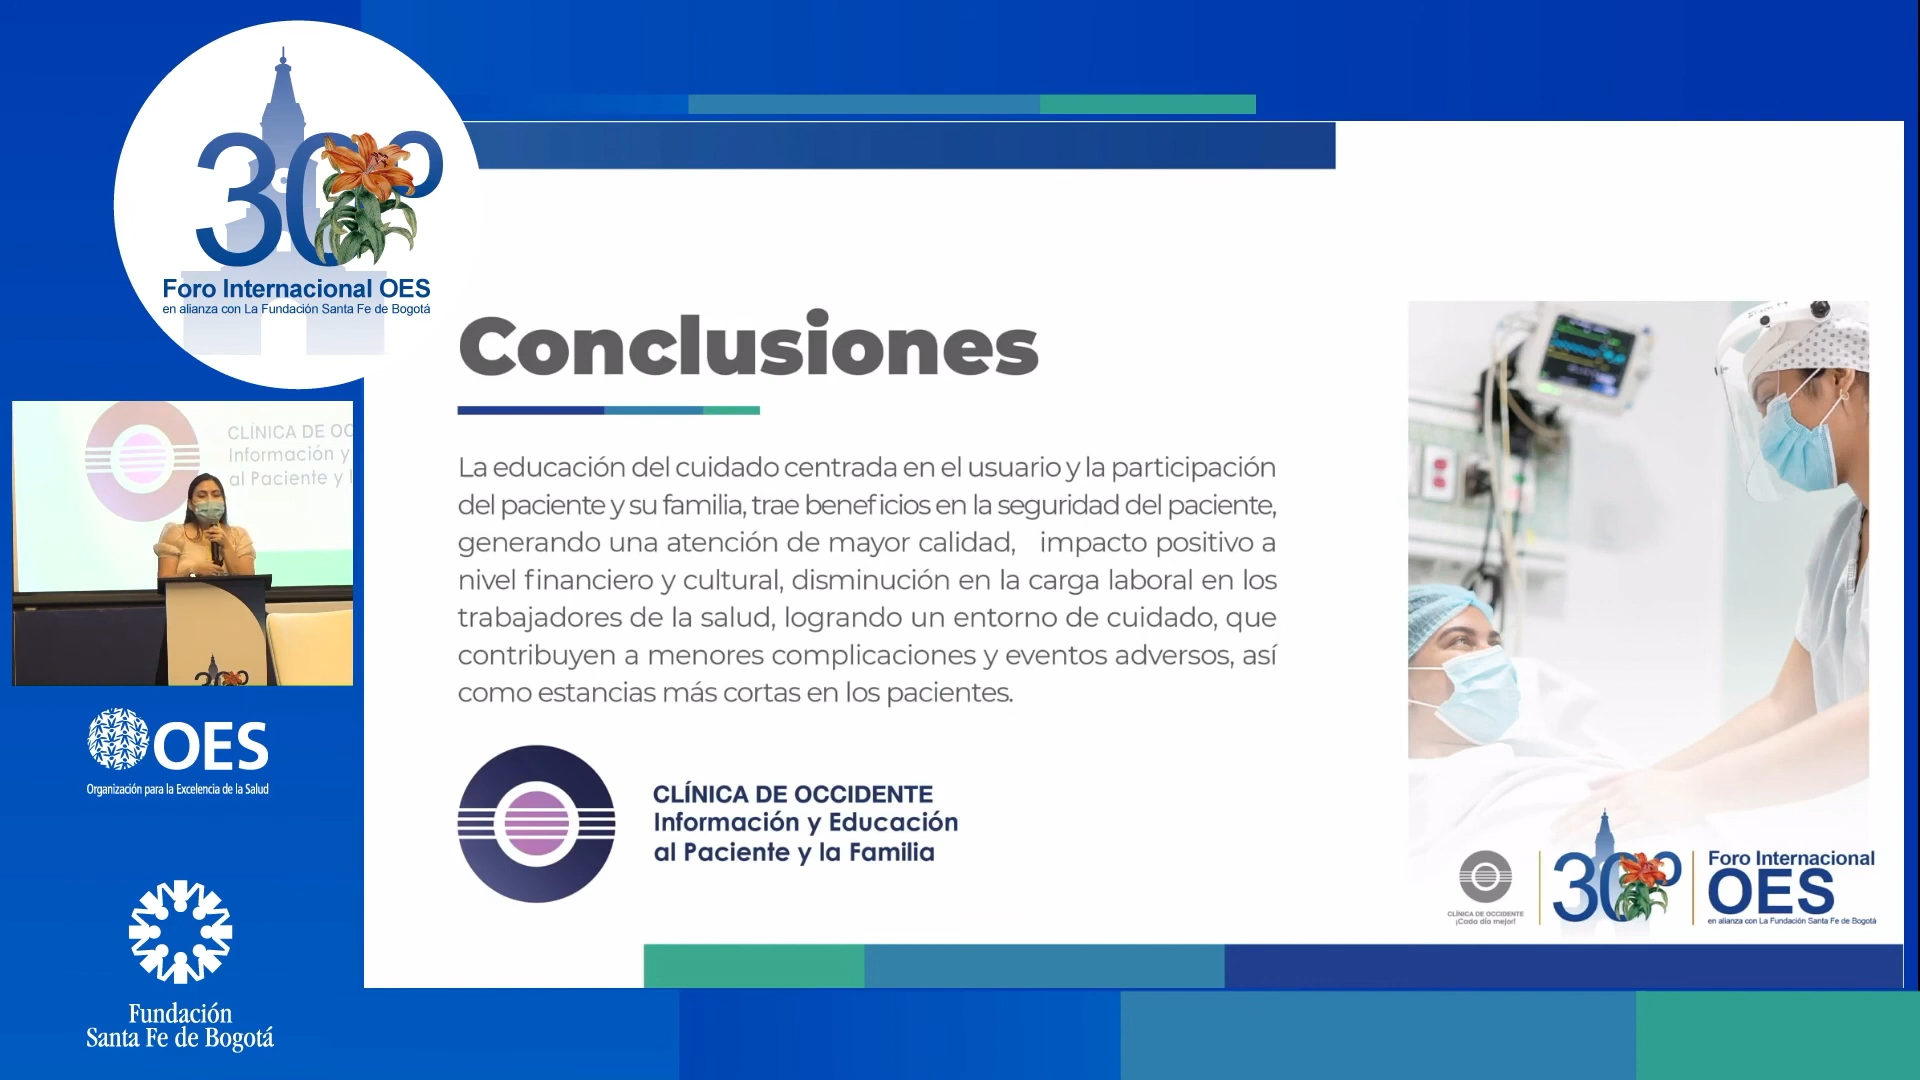 30º
Foro Internacional OES
en alianza con La Fundación Santa Fe de Bogotá
CLÍNICA DE OC
Información y
al Paciente y l
30º
OES
Organización para la Excelencia de la Salud
Fundación
Santa Fe de Bogotá
Conclusiones
La educación del cuidado centrada en el usuario y la participación
del paciente y su familia, trae beneficios en la seguridad del paciente,
generando una atención de mayor calidad, impacto positivo a
nivel financiero y cultural, disminución en la carga laboral en los
trabajadores de la salud, logrando un entorno de cuidado, que
contribuyen a menores complicaciones y eventos adversos, así
como estancias más cortas en los pacientes.
CLÍNICA DE OCCIDENTE
Información y Educación
al Paciente y la Familia
CLÍNICA DE OCCIDENTE
¡Cada día mejor!
30º
Foro Internacional
OES
en alianza con La Fundación Santa Fe de Bogotá